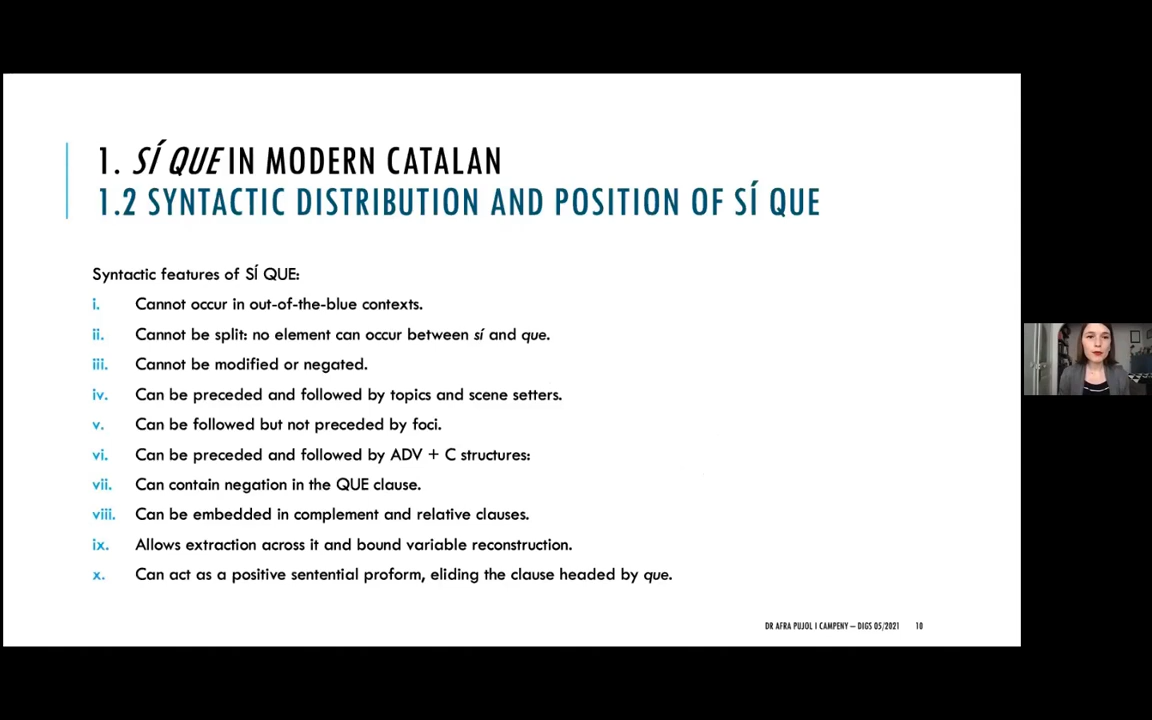 1. SÍ QUE IN MODERN CATALAN
1.2 SYNTACTIC DISTRIBUTION AND POSITION OF SÍ QUE
Syntactic features of SÍ QUE:
i. Cannot occur in out-of-the-blue contexts.
ii. Cannot be split: no element can occur between sí and que.
iii. Cannot be modified or negated.
iv. Can be preceded and followed by topics and scene setters.
v. Can be followed but not preceded by foci.
vi. Can be preceded and followed by ADV + C structures:
vii. Can contain negation in the QUE clause.
viii. Can be embedded in complement and relative clauses.
ix. Allows extraction across it and bound variable reconstruction.
x. Can act as a positive sentential proform, eliding the clause headed by que.
DR AFRA PUJOL I CAMPENY – DIGS 05/2021 10